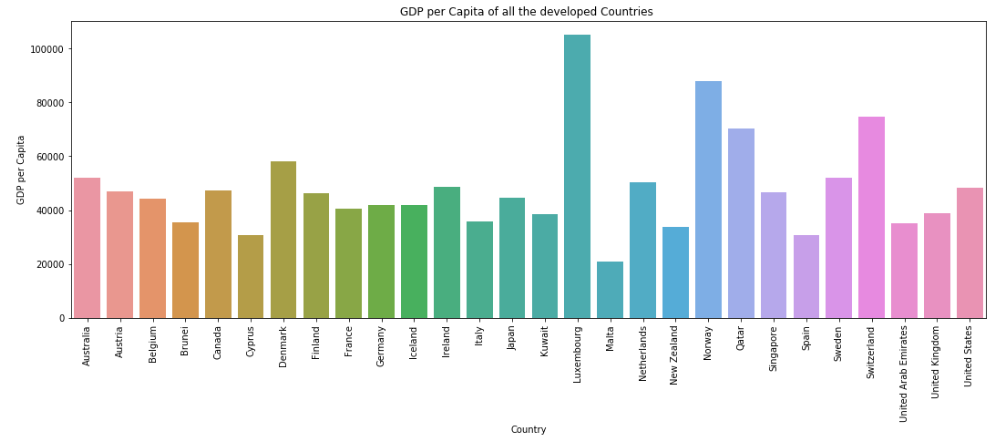 GDP per Capita of all the developed Countries
GDP per Capita
100000
80000
60000
40000
20000
0
Australia
Austria
Belgium
Brunei
Canada
Cyprus
Denmark
Finland
France
Germany
Iceland
Ireland
Italy
Japan
Kuwait
Luxembourg
Malta
Netherlands
New Zealand
Norway
Qatar
Singapore
Spain
Sweden
Switzerland
United Arab Emirates
United Kingdom
United States
Country